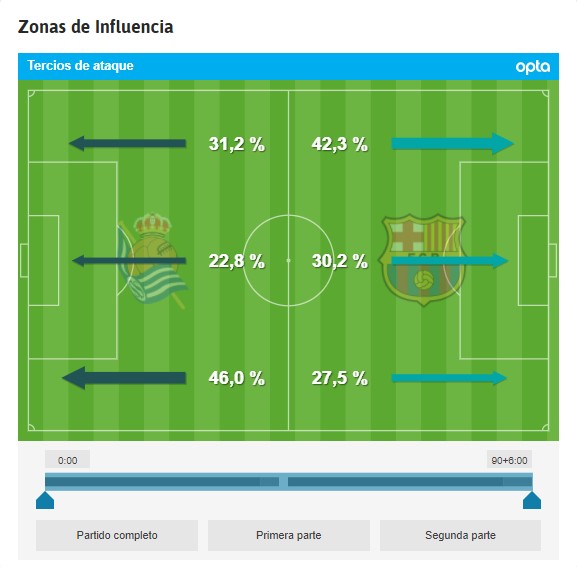 Zonas de Influencia
Tercios de ataque
opta
31,2 % 42,3 %
22,8 % 30,2 %
46,0 % 27,5 %
0:00 90+6:00
Partido completo Primera parte Segunda parte